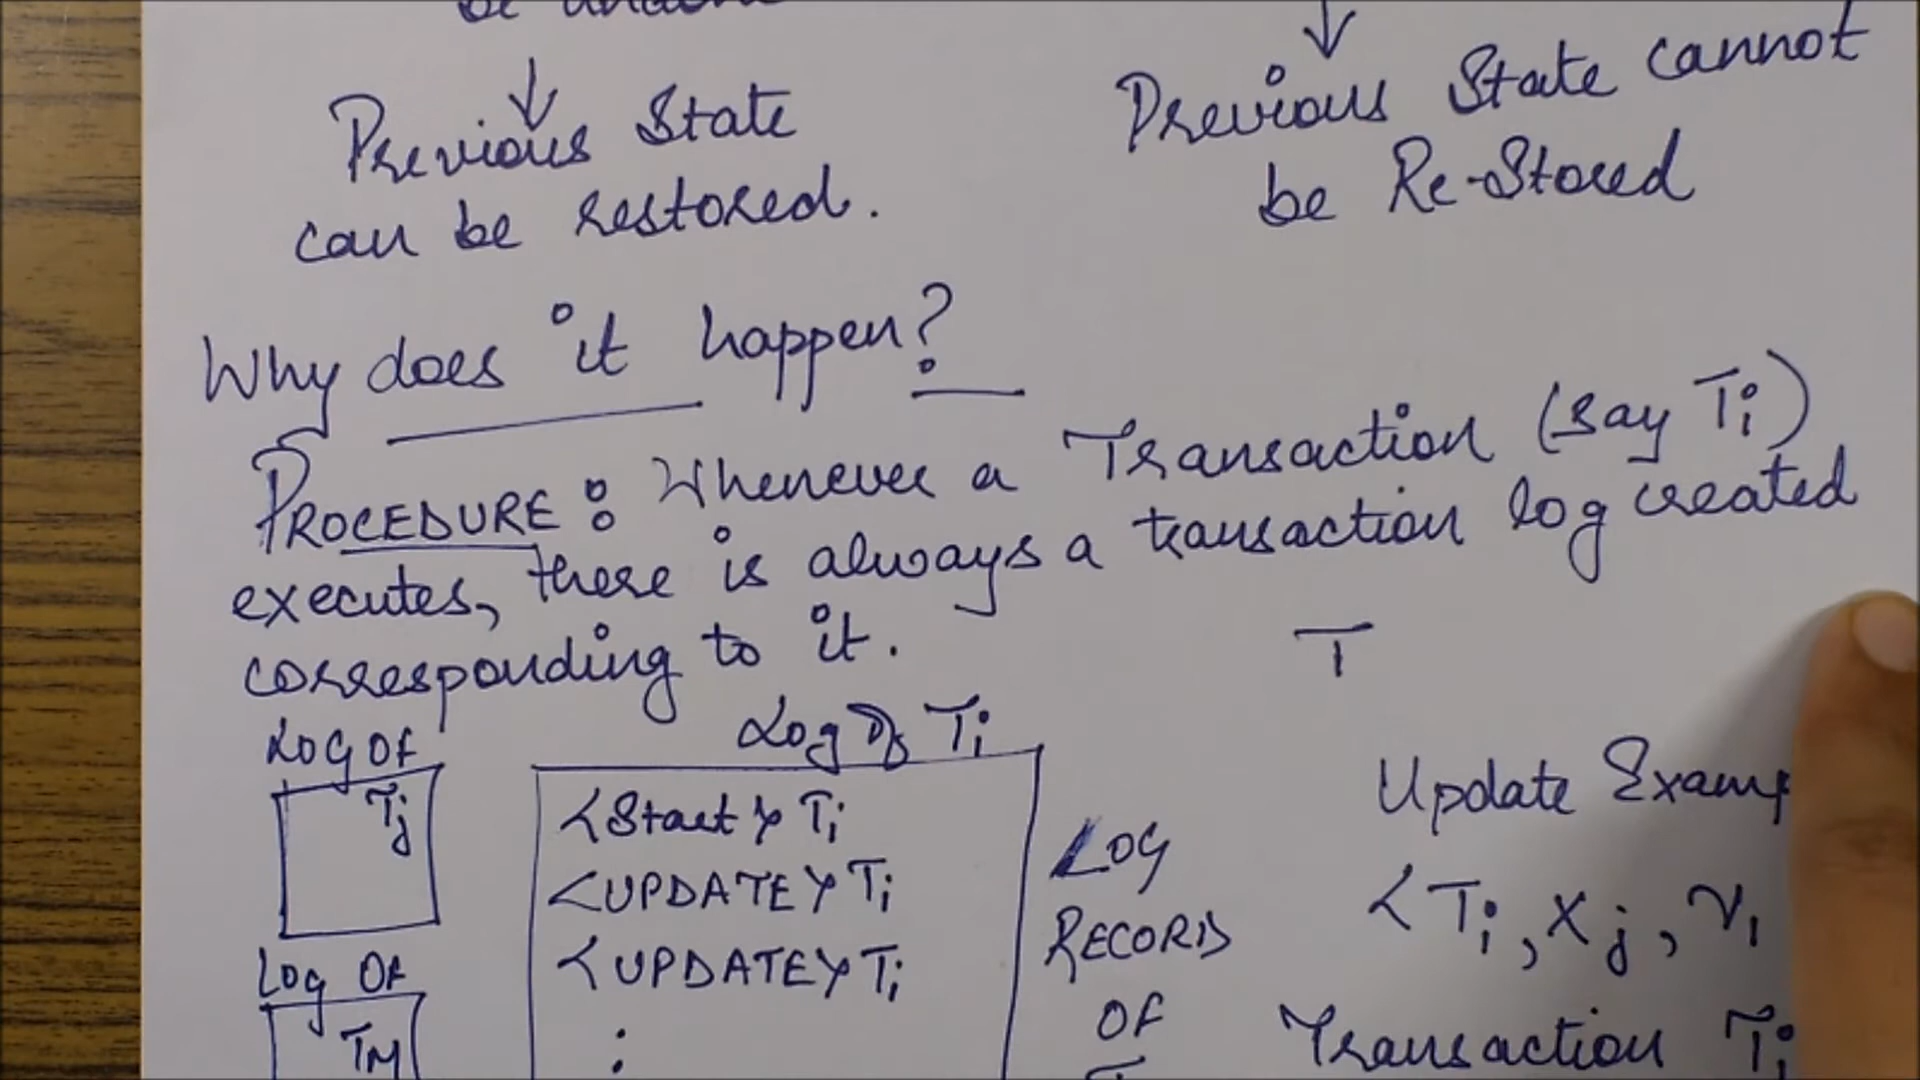 be undone
Previous State
can be restored.
Previous State cannot
be Re-Stored
Why does it happen?
PROCEDURE: Whenever a Transaction (say Ti)
executes, there is always a transaction log created
corresponding to it.
T
Log Of
Tj
Log Of Ti
<Start> Ti
<UPDATE> Ti
<UPDATE> Ti
:
LOG
RECORDS
OF
Update Examp
<Ti, Xj, V1
Transaction Ti
Log Of
TM